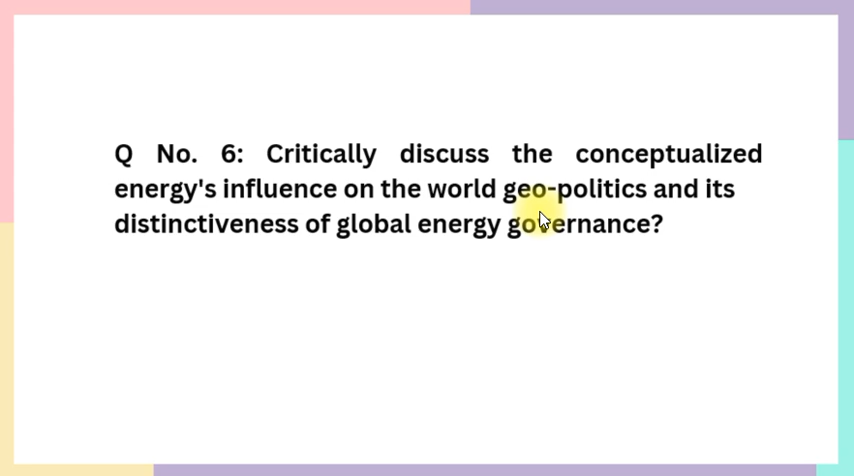 Q No. 6: Critically discuss the conceptualized
energy's influence on the world geo-politics and its
distinctiveness of global energy governance?